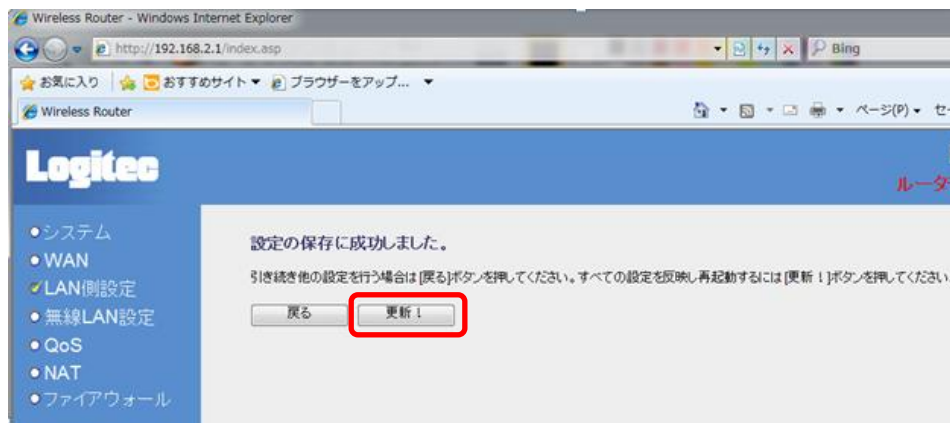 Wireless Router - Windows Internet Explorer
http://192.168.2.1/index.asp
Bing
お気に入り おすすめサイト ▼ ブラウザーをアップ... ▼
Wireless Router
ページ(P) ▼ セ
Logitec
ルータ
●システム
●WAN
LAN側設定
●無線LAN設定
●QoS
●NAT
●ファイアウォール
設定の保存に成功しました。
引き続き他の設定を行う場合は[戻る]ボタンを押してください。すべての設定を反映し再起動するには[更新！]ボタンを押してください
戻る 更新！